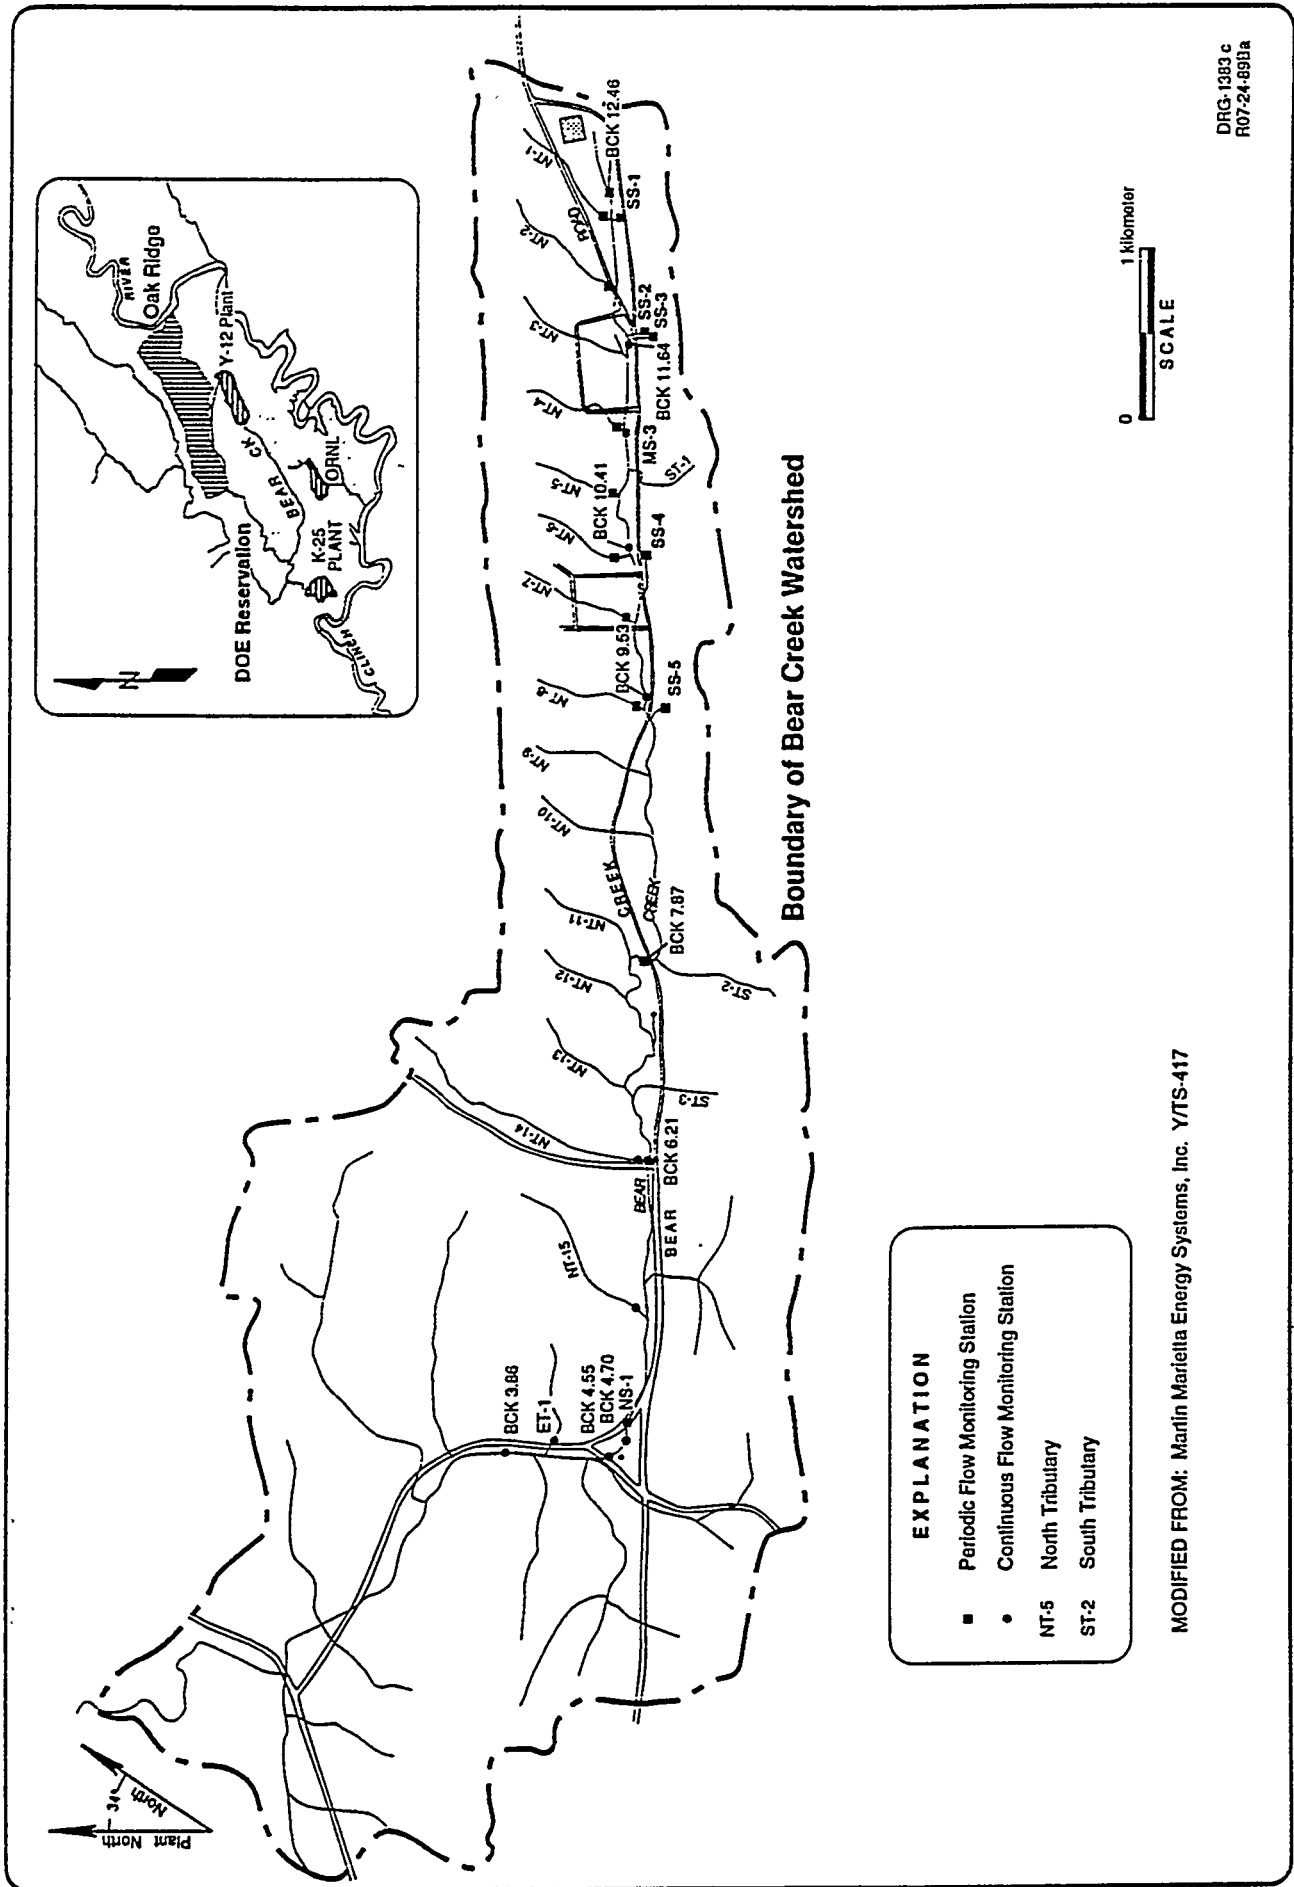 Plant North
34°
North
N
DOE Reservation
RIVER
Oak Ridge
Y-12 Plant
BEAR CK
ORNL
K-25
PLANT
CLINCH
NT-1
NT-2
NT-3
NT-4
NT-5
NT-6
NT-7
NT-8
NT-9
NT-10
NT-11
NT-12
NT-13
NT-14
NT-15
ROAD
BCK 12.46
SS-1
SS-2
SS-3
BCK 11.64
MS-3
ST-1
BCK 10.41
SS-4
BCK 9.53
SS-5
CREEK
CREEK
BCK 7.87
ST-2
ST-3
BCK 6.21
BEAR
BEAR
BCK 3.86
ET-1
BCK 4.55
BCK 4.70
NS-1
Boundary of Bear Creek Watershed
EXPLANATION
Periodic Flow Monitoring Station
Continuous Flow Monitoring Station
NT-5 North Tributary
ST-2 South Tributary
0 1 kilometer
SCALE
MODIFIED FROM: Martin Marietta Energy Systems, Inc. Y/TS-417
DRG-1383 c
R07-24-89Ba